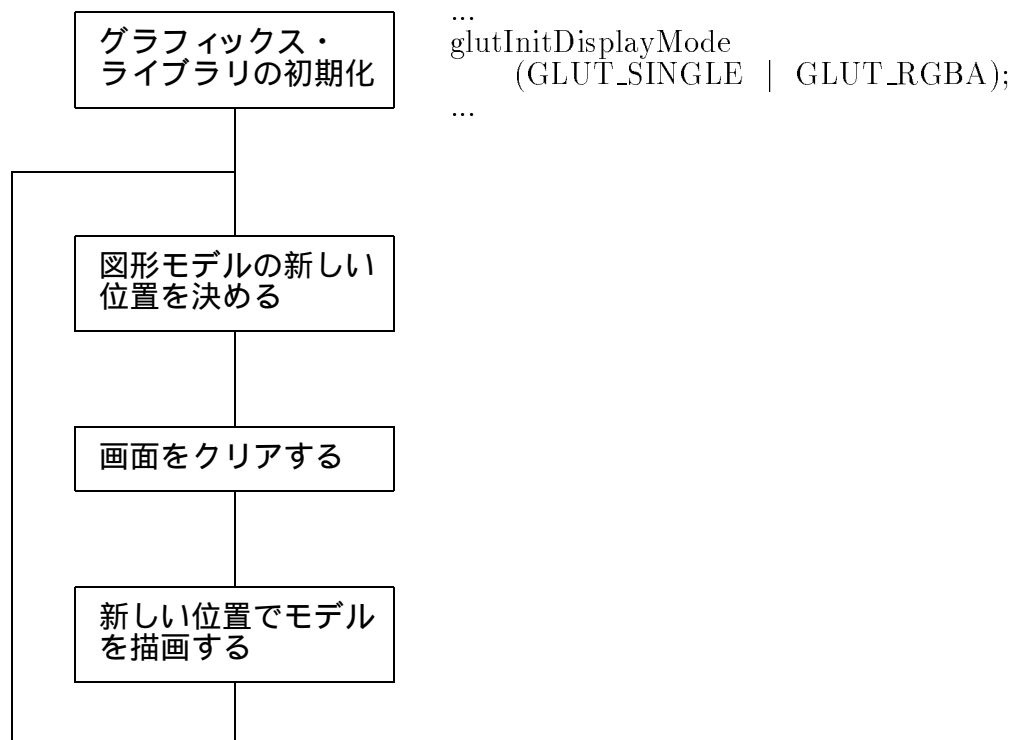 グラフィックス・
ライブラリの初期化
...
glutInitDisplayMode
(GLUT_SINGLE | GLUT_RGBA);
...
図形モデルの新しい
位置を決める
画面をクリアする
新しい位置でモデル
を描画する